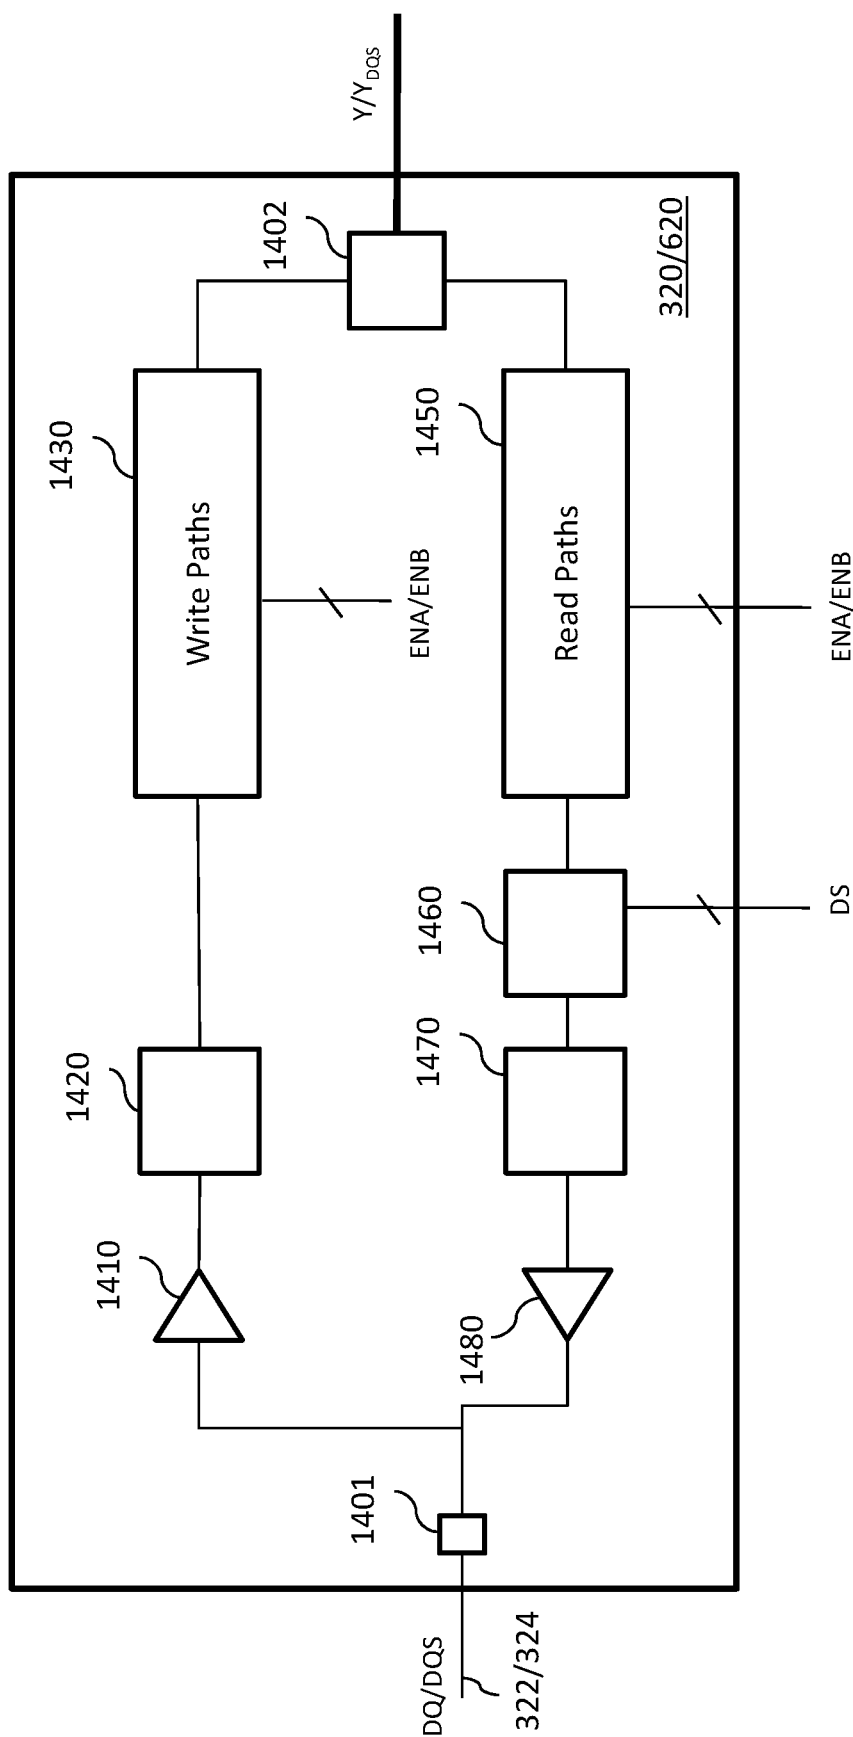 Y/YDQS
1402
320/620
1430
Write Paths
ENA/ENB
1450
Read Paths
ENA/ENB
1460
DS
1420
1470
1410
1480
1401
DQ/DQS
322/324